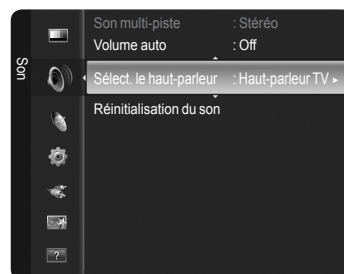 Son
Son multi-piste : Stéréo
Volume auto : Off
Sélect. le haut-parleur : Haut-parleur TV ►
Réinitialisation du son
?